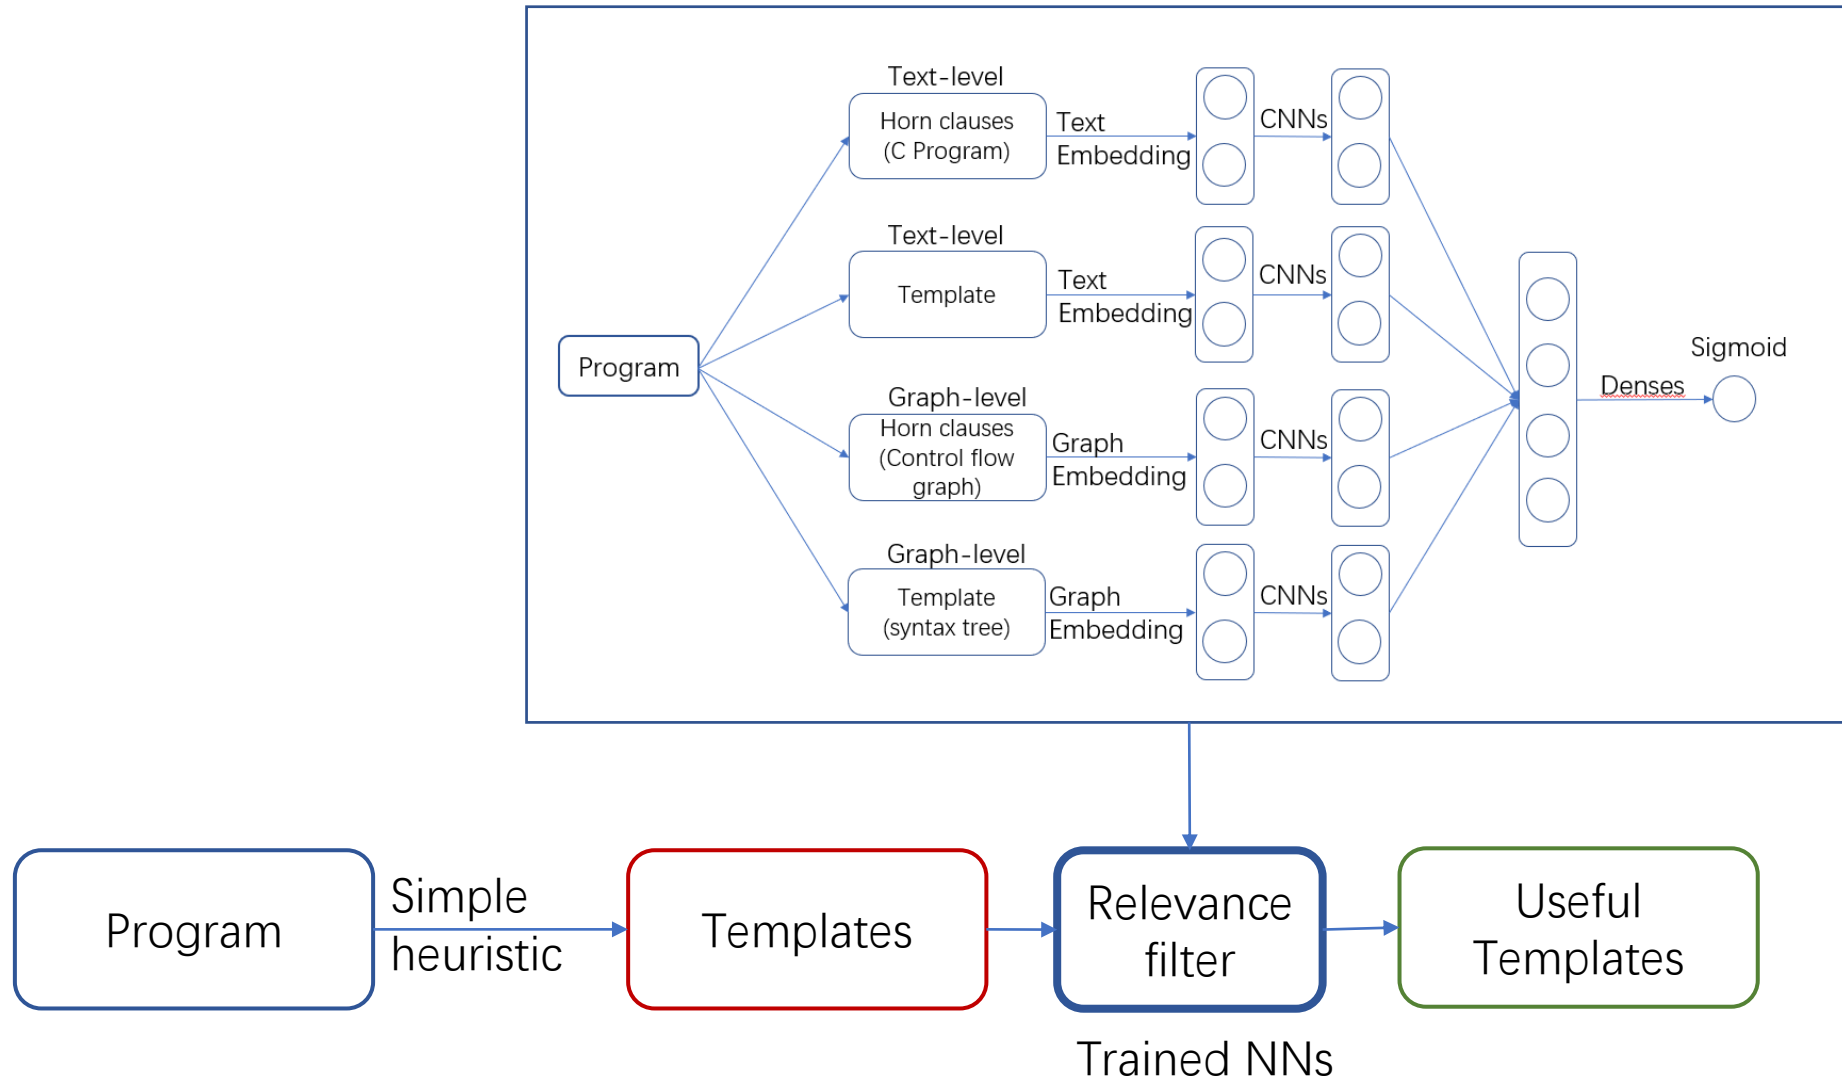 Text-level
Horn clauses
(C Program)
Text
Embedding
CNNs
Text-level
Template
Text
Embedding
CNNs
Program
Graph-level
Horn clauses
(Control flow
graph)
Graph
Embedding
CNNs
Graph-level
Template
(syntax tree)
Graph
Embedding
CNNs
Denses
Sigmoid
Program
Simple
heuristic
Templates
Relevance
filter
Trained NNs
Useful
Templates